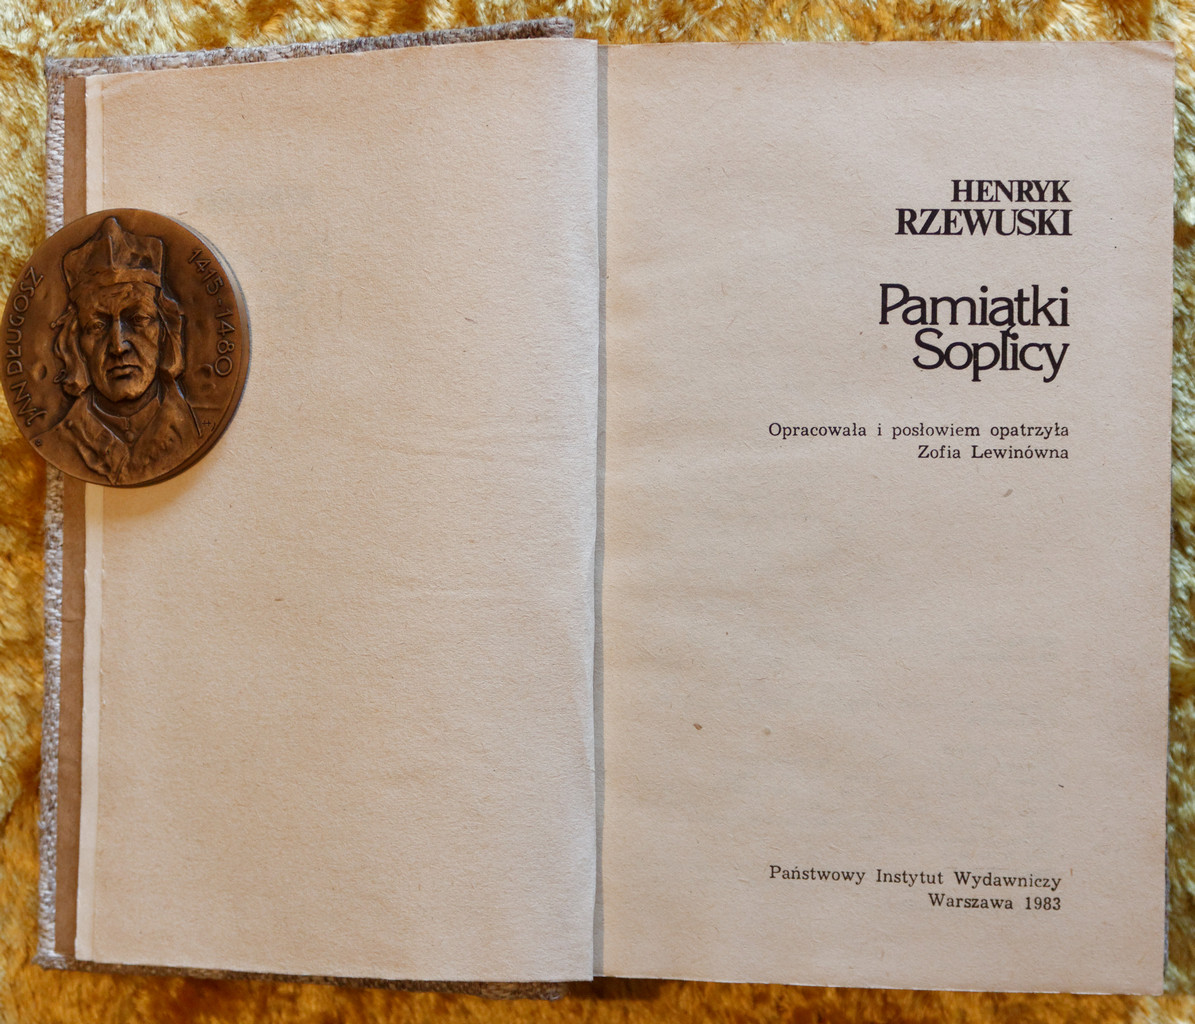 JAN DŁUGOSZ
1415-1480
HENRYK
RZEWUSKI
Pamiątki
Soplicy
Opracowała i posłowiem opatrzyła
Zofia Lewinówna
Państwowy Instytut Wydawniczy
Warszawa 1983